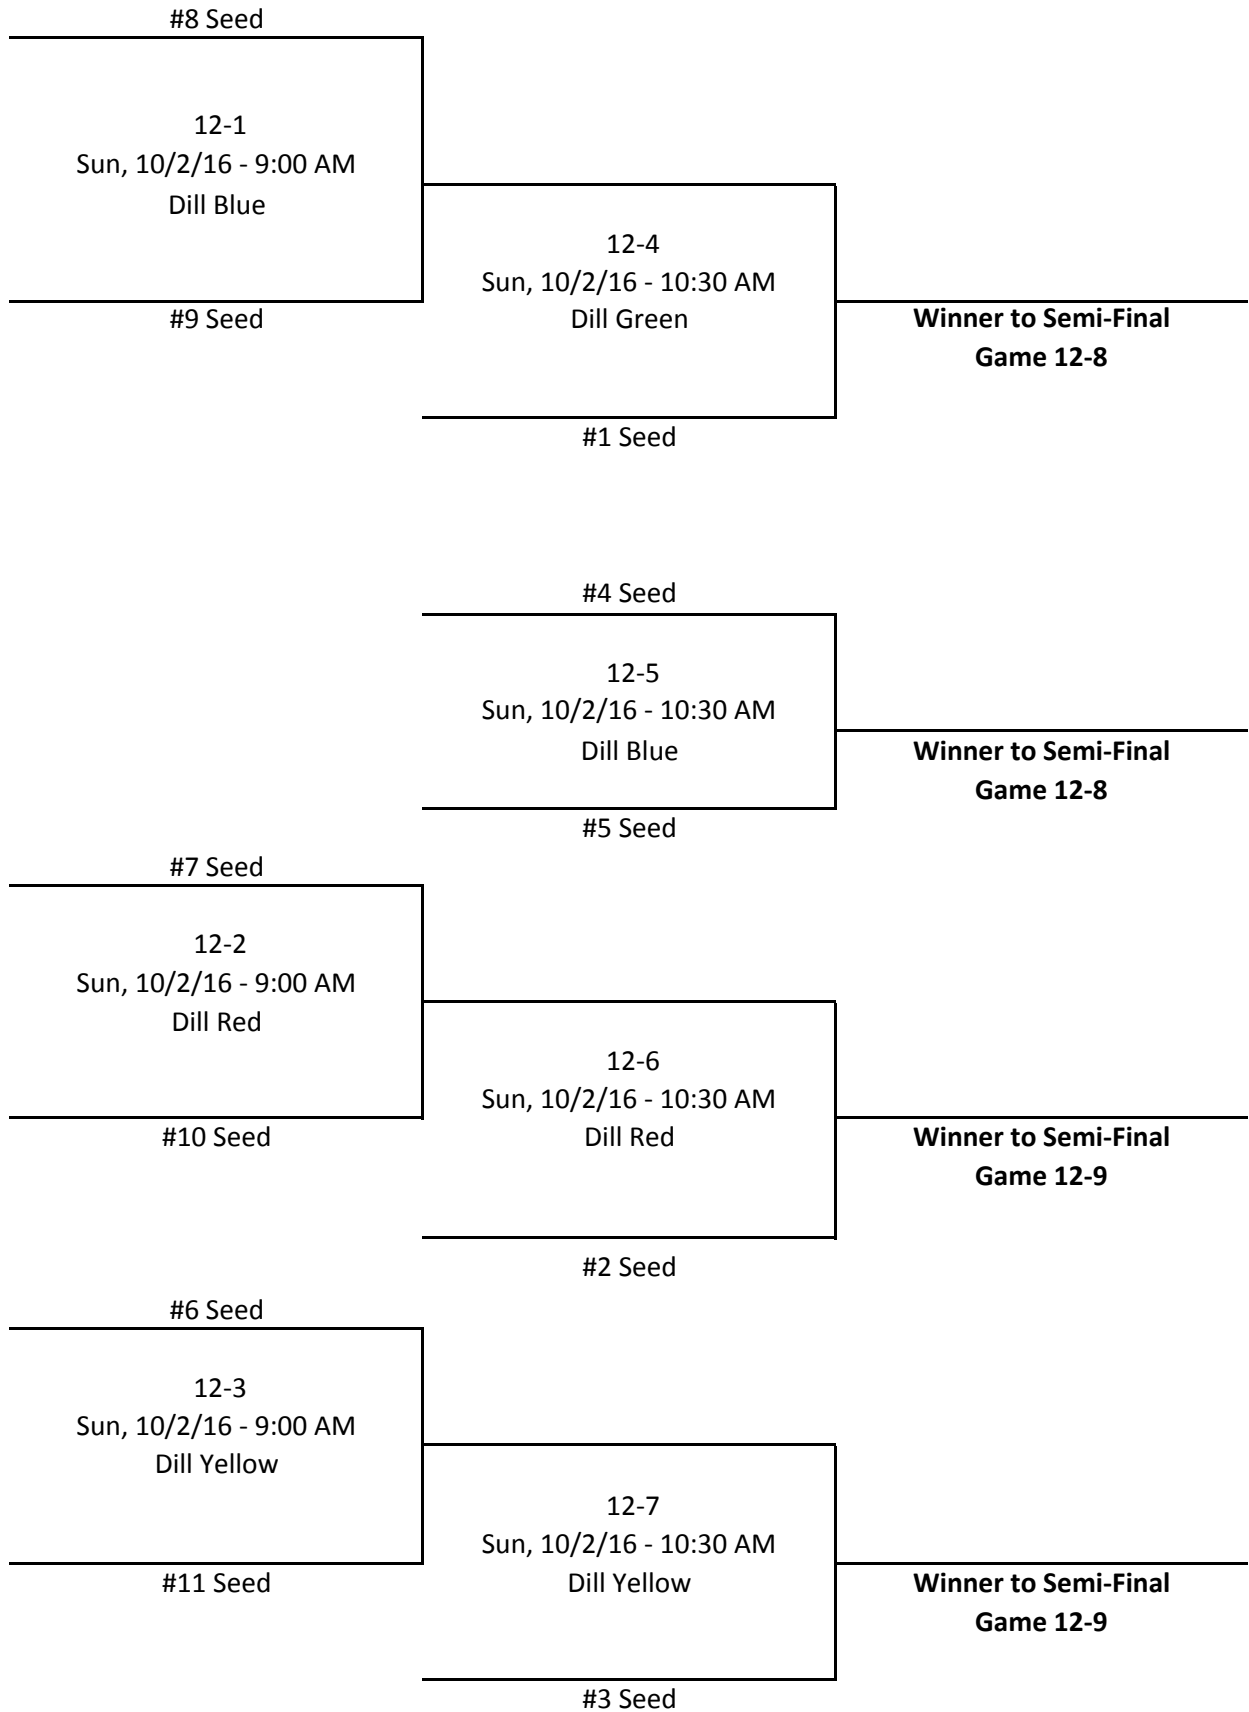 #8 Seed
12-1
Sun, 10/2/16 - 9:00 AM
Dill Blue
#9 Seed
12-4
Sun, 10/2/16 - 10:30 AM
Dill Green
#1 Seed
Winner to Semi-Final
Game 12-8
#4 Seed
12-5
Sun, 10/2/16 - 10:30 AM
Dill Blue
#5 Seed
Winner to Semi-Final
Game 12-8
#7 Seed
12-2
Sun, 10/2/16 - 9:00 AM
Dill Red
#10 Seed
12-6
Sun, 10/2/16 - 10:30 AM
Dill Red
#2 Seed
Winner to Semi-Final
Game 12-9
#6 Seed
12-3
Sun, 10/2/16 - 9:00 AM
Dill Yellow
#11 Seed
12-7
Sun, 10/2/16 - 10:30 AM
Dill Yellow
#3 Seed
Winner to Semi-Final
Game 12-9